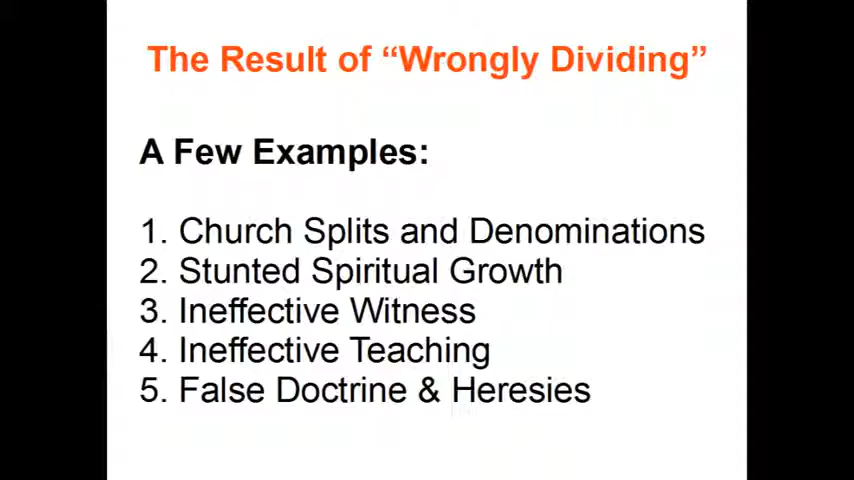 The Result of “Wrongly Dividing”
A Few Examples:
1. Church Splits and Denominations
2. Stunted Spiritual Growth
3. Ineffective Witness
4. Ineffective Teaching
5. False Doctrine & Heresies